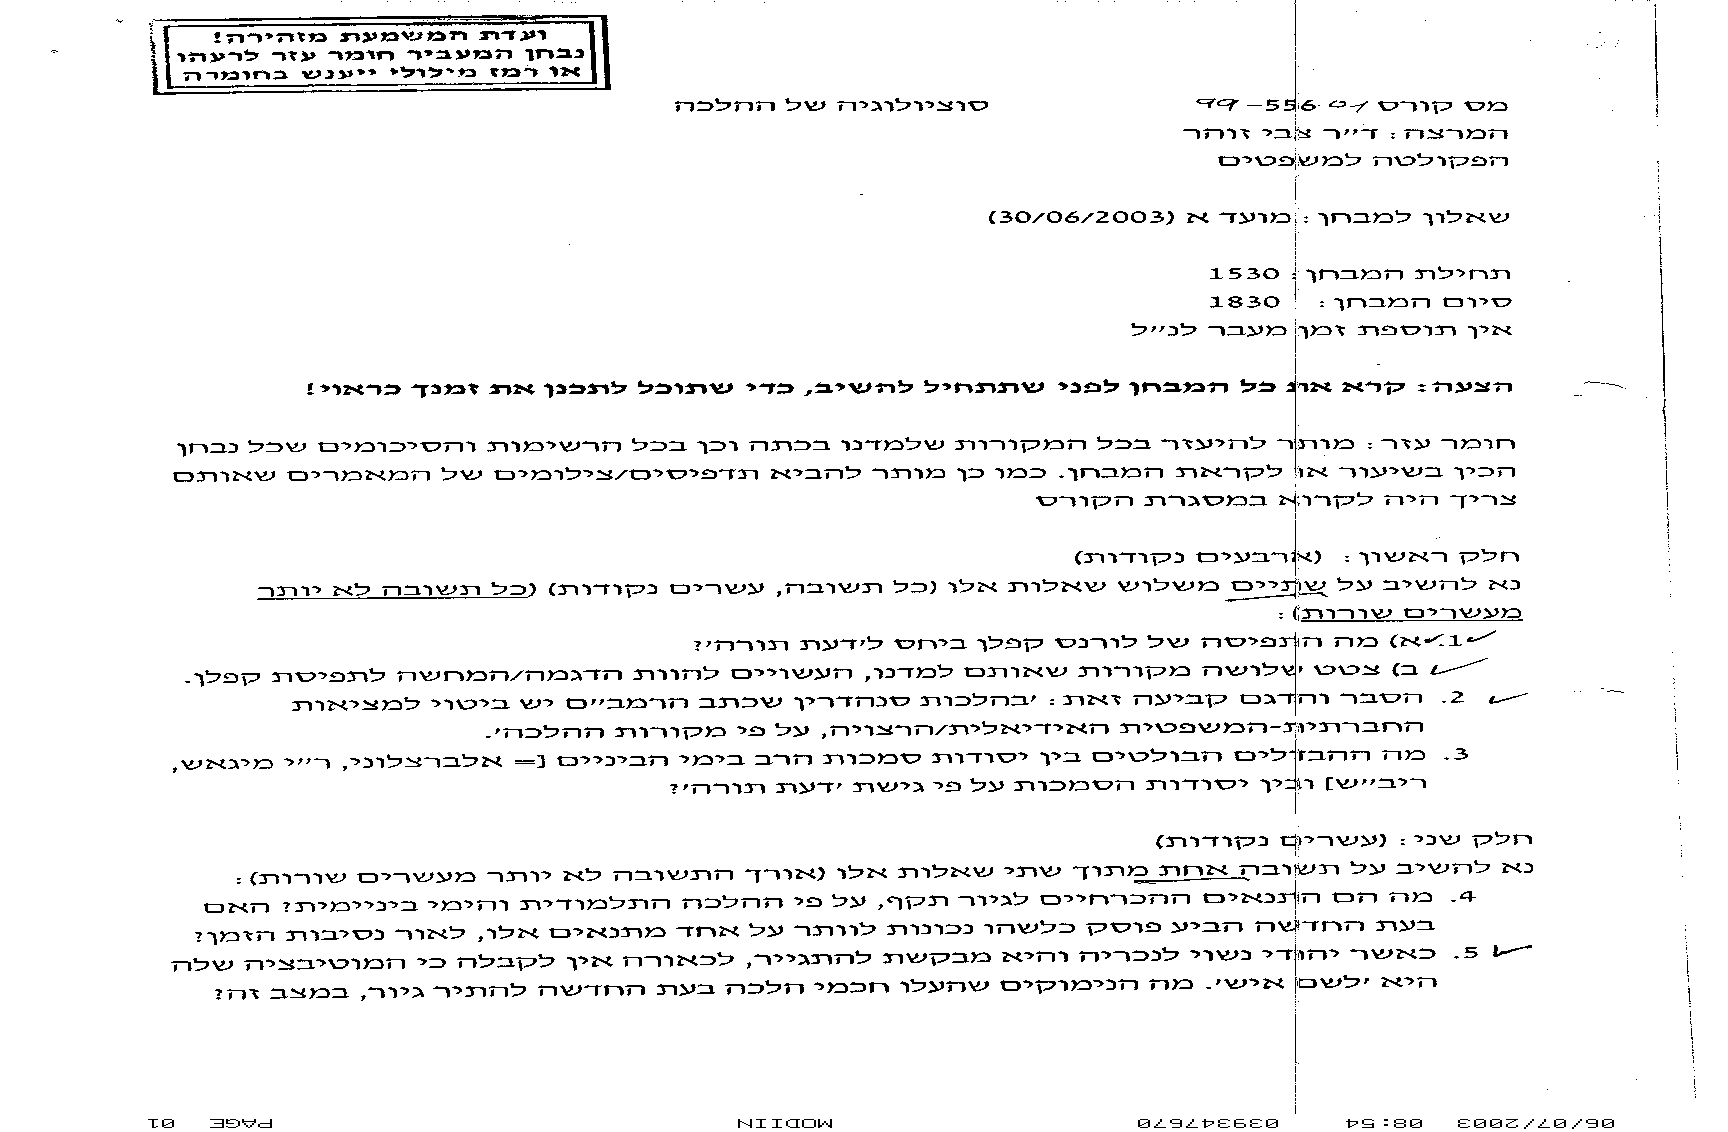 ועדת המשמעת מזהירה!
נבחן המעביר חומר עזר לרעהו
או רמז מילולי ייענש בחומרה
מס קורס 99-556-01 סוציולוגיה של ההלכה
המרצה: ד״ר צבי זוהר
הפקולטה למשפטים
שאלון למבחן: מועד א (30/06/2003)
תחילת המבחן: 1530
סיום המבחן: 1830
אין תוספת זמן מעבר לנ״ל
הצעה: קרא את כל המבחן לפני שתתחיל להשיב, כדי שתוכל לתכנן את זמנך כראוי!
חומר עזר: מותר להיעזר בכל המקורות שלמדנו בכתה וכן בכל הרשימות והסיכומים שכל נבחן
הכין בשיעור או לקראת המבחן. כמו כן מותר להביא תדפיסים/צילומים של המאמרים שאותם
צריך היה לקרוא במסגרת הקורס
חלק ראשון: (ארבעים נקודות)
נא להשיב על שתיים משלוש שאלות אלו (כל תשובה, עשרים נקודות) (כל תשובה לא יותר
מעשרים שורות):
1. א) מה התפיסה של לורנס קפלן ביחס ל'דעת תורה'?
ב) צטט שלושה מקורות שאותם למדנו, העשויים להוות הדגמה/המחשה לתפיסת קפלן.
2. הסבר והדגם קביעה זאת: 'בהלכות סנהדרין שכתב הרמב״ם יש ביטוי למציאות
החברתית-המשפטית האידיאלית/הרצויה, על פי מקורות ההלכה'.
3. מה ההבדלים הבולטים בין יסודות סמכות הרב בימי הביניים [= אלברצלוני, ר״י מיגאש,
ריב״ש] ובין יסודות הסמכות על פי גישת 'דעת תורה'?
חלק שני: (עשרים נקודות)
נא להשיב על תשובה אחת מתוך שתי שאלות אלו (אורך התשובה לא יותר מעשרים שורות):
4. מה הם התנאים ההכרחיים לגיור תקף, על פי ההלכה התלמודית והימי ביניימית? האם
בעת החדשה הביע פוסק כלשהו נכונות לוותר על אחד מתנאים אלו, לאור נסיבות הזמן?
5. כאשר יהודי נשוי לנכריה והיא מבקשת להתגייר, לכאורה אין לקבלה כי המוטיבציה שלה
היא 'לשם איש'. מה הנימוקים שהעלו חכמי הלכה בעת החדשה להתיר גיור, במצב זה?
06/07/2003 08:54 039347670 MODIIN PAGE 01